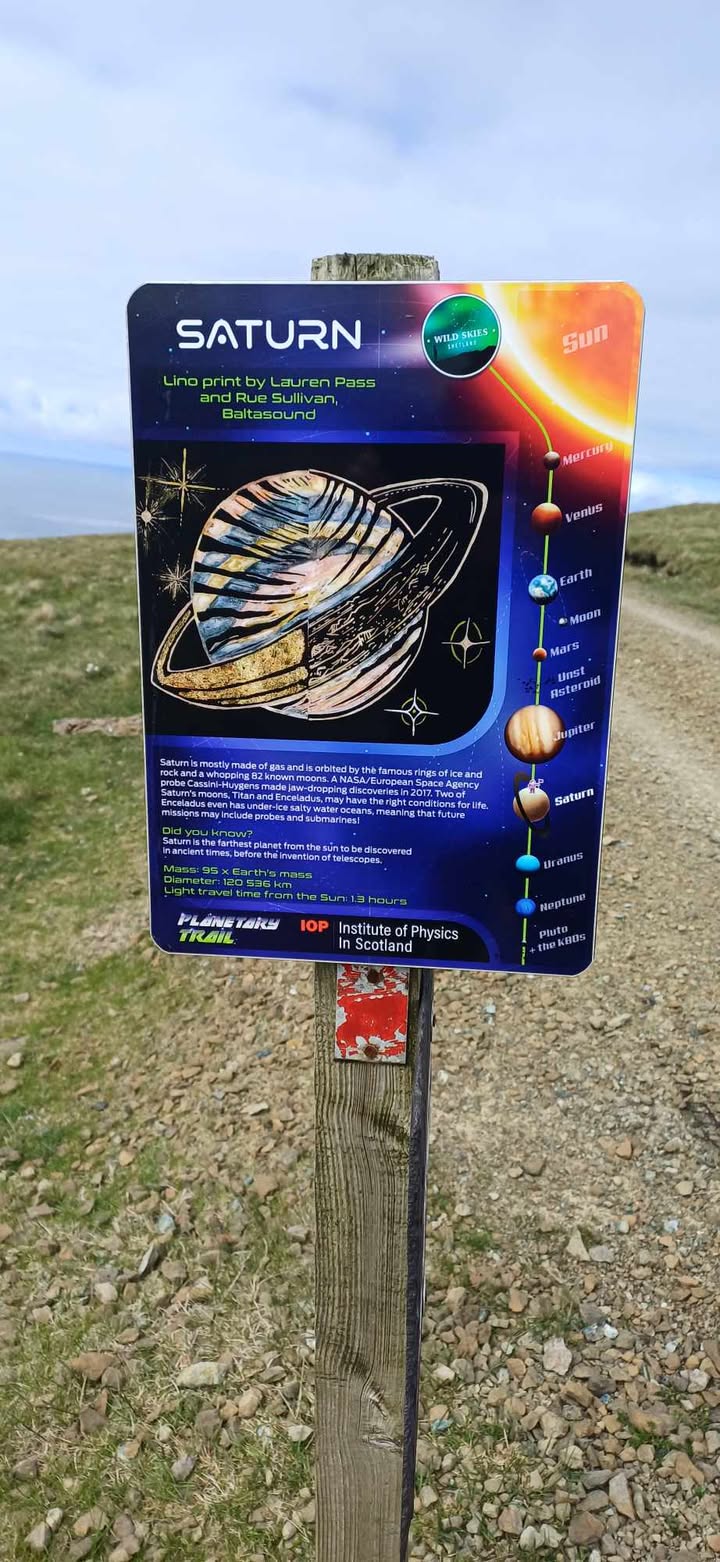 SATURN
WILD SKIES
SHETLAND
Sun
Lino print by Lauren Pass
and Rue Sullivan,
Baltasound
Mercury
Venus
Earth
Moon
Mars
Unst
Asteroid
Jupiter
Saturn
Uranus
Neptune
Pluto
+ the KBOs
Saturn is mostly made of gas and is orbited by the famous rings of ice and
rock and a whopping 82 known moons. A NASA/European Space Agency
probe Cassini-Huygens made jaw-dropping discoveries in 2017. Two of
Saturn's moons, Titan and Enceladus, may have the right conditions for life.
Enceladus even has under-ice salty water oceans, meaning that future
missions may include probes and submarines!
Did you know?
Saturn is the farthest planet from the sun to be discovered
in ancient times, before the invention of telescopes.
Mass: 95 x Earth's mass
Diameter: 120 536 km
Light travel time from the Sun: 1.3 hours
PLANETARY
TRAIL
IOP Institute of Physics
In Scotland